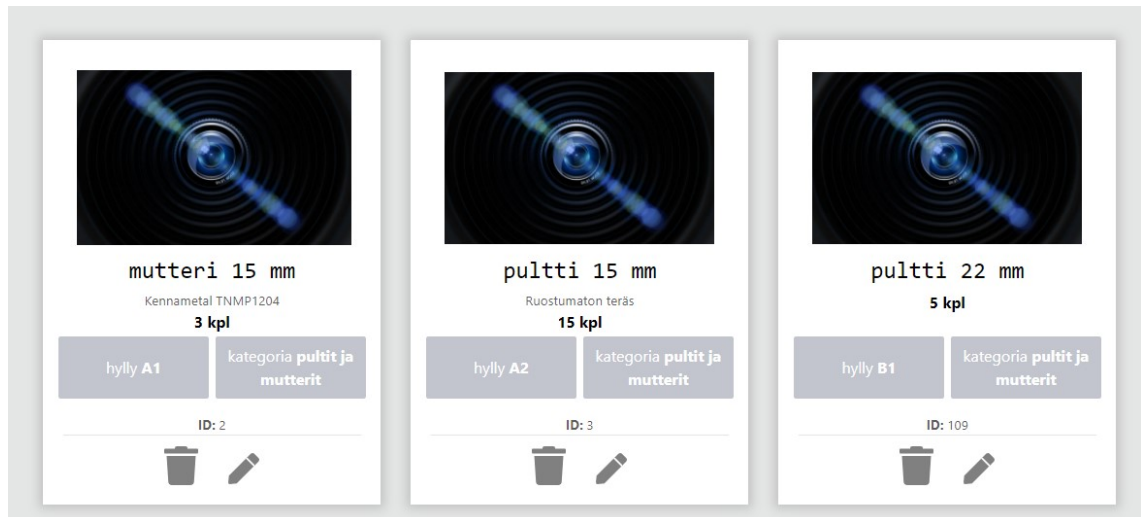 mutteri 15 mm
Kennametal TNMP1204
3 kpl
hylly A1
kategoria pultit ja
mutterit
ID: 2
pultti 15 mm
Ruostumaton teräs
15 kpl
hylly A2
kategoria pultit ja
mutterit
ID: 3
pultti 22 mm
5 kpl
hylly B1
kategoria pultit ja
mutterit
ID: 109